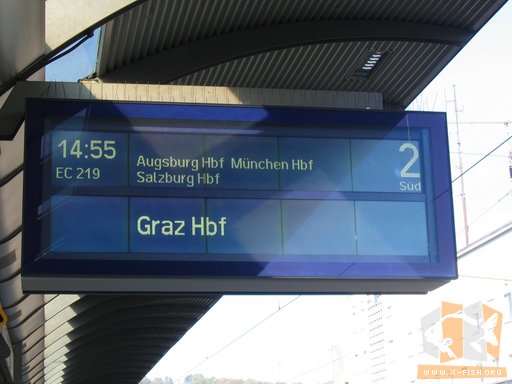 14:55
EC 219
Augsburg Hbf München Hbf
Salzburg Hbf
2
Süd
Graz Hbf
WWW.X-FISH.ORG